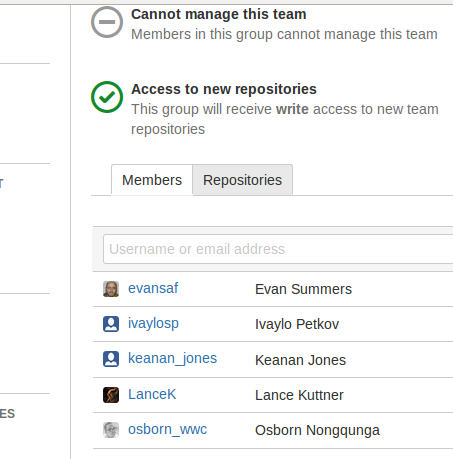 Cannot manage this team
Members in this group cannot manage this team
Access to new repositories
This group will receive write access to new team
repositories
T
Members Repositories
Username or email address
evansaf Evan Summers
ivaylosp Ivaylo Petkov
keanan_jones Keanan Jones
LanceK Lance Kuttner
ES
osborn_wwc Osborn Nongqunga